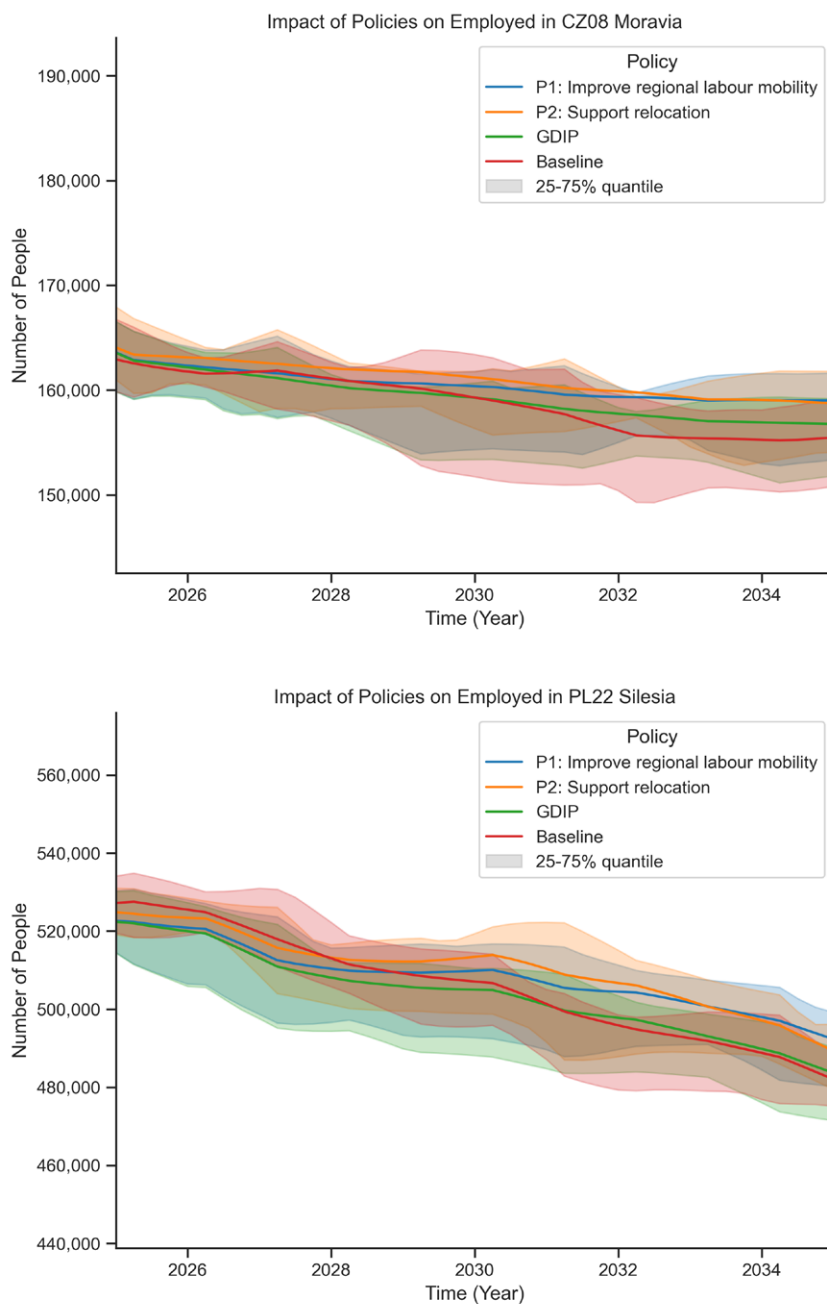 Impact of Policies on Employed in CZ08 Moravia
Policy
P1: Improve regional labour mobility
P2: Support relocation
GDIP
Baseline
25-75% quantile
190,000
180,000
170,000
160,000
150,000
Number of People
2026 2028 2030 2032 2034
Time (Year)
Impact of Policies on Employed in PL22 Silesia
Policy
P1: Improve regional labour mobility
P2: Support relocation
GDIP
Baseline
25-75% quantile
560,000
540,000
520,000
500,000
480,000
460,000
440,000
Number of People
2026 2028 2030 2032 2034
Time (Year)